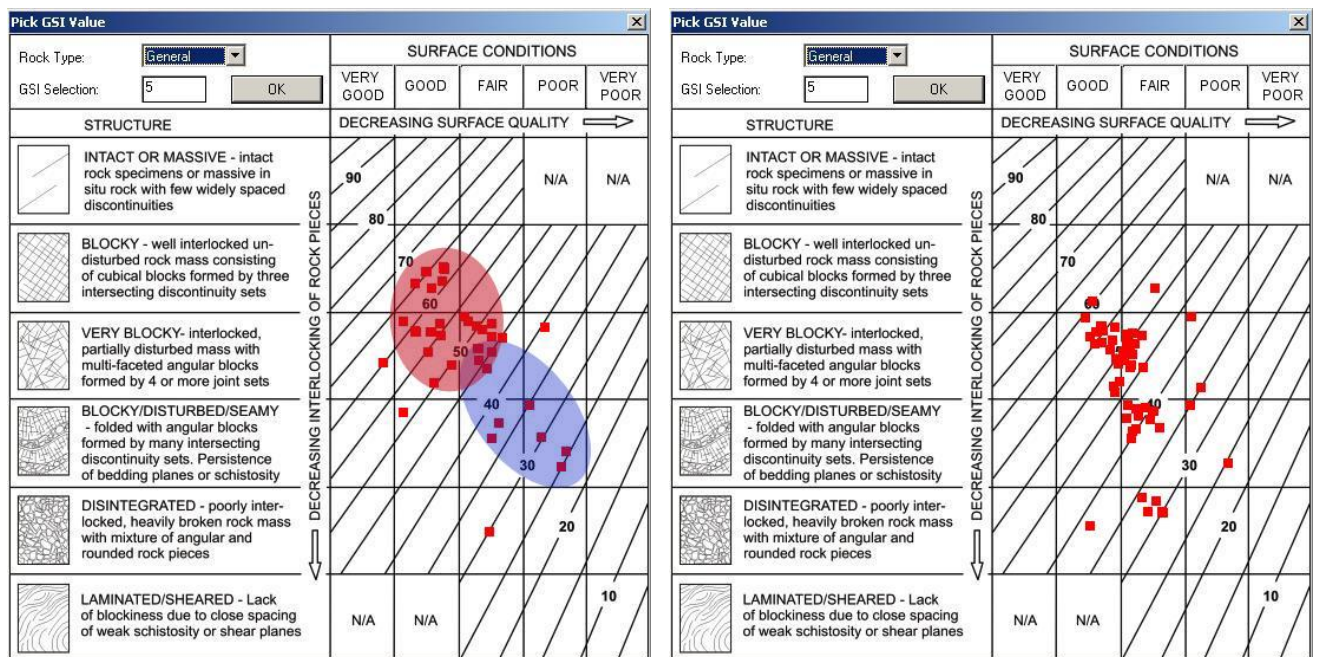 Pick GSI Value
Rock Type:
General
GSI Selection:
5
OK
SURFACE CONDITIONS
VERY GOOD
GOOD
FAIR
POOR
VERY POOR
STRUCTURE
DECREASING SURFACE QUALITY
DECREASING INTERLOCKING OF ROCK PIECES
INTACT OR MASSIVE - intact
rock specimens or massive in
situ rock with few widely spaced
discontinuities
BLOCKY - well interlocked un-
disturbed rock mass consisting
of cubical blocks formed by three
intersecting discontinuity sets
VERY BLOCKY- interlocked,
partially disturbed mass with
multi-faceted angular blocks
formed by 4 or more joint sets
BLOCKY/DISTURBED/SEAMY
- folded with angular blocks
formed by many intersecting
discontinuity sets. Persistence
of bedding planes or schistosity
DISINTEGRATED - poorly inter-
locked, heavily broken rock mass
with mixture of angular and
rounded rock pieces
LAMINATED/SHEARED - Lack
of blockiness due to close spacing
of weak schistosity or shear planes
90
80
70
60
50
40
30
20
10
N/A
N/A
N/A
N/A
Pick GSI Value
Rock Type:
General
GSI Selection:
5
OK
SURFACE CONDITIONS
VERY GOOD
GOOD
FAIR
POOR
VERY POOR
STRUCTURE
DECREASING SURFACE QUALITY
DECREASING INTERLOCKING OF ROCK PIECES
INTACT OR MASSIVE - intact
rock specimens or massive in
situ rock with few widely spaced
discontinuities
BLOCKY - well interlocked un-
disturbed rock mass consisting
of cubical blocks formed by three
intersecting discontinuity sets
VERY BLOCKY- interlocked,
partially disturbed mass with
multi-faceted angular blocks
formed by 4 or more joint sets
BLOCKY/DISTURBED/SEAMY
- folded with angular blocks
formed by many intersecting
discontinuity sets. Persistence
of bedding planes or schistosity
DISINTEGRATED - poorly inter-
locked, heavily broken rock mass
with mixture of angular and
rounded rock pieces
LAMINATED/SHEARED - Lack
of blockiness due to close spacing
of weak schistosity or shear planes
90
80
70
60
40
30
20
10
N/A
N/A
N/A
N/A